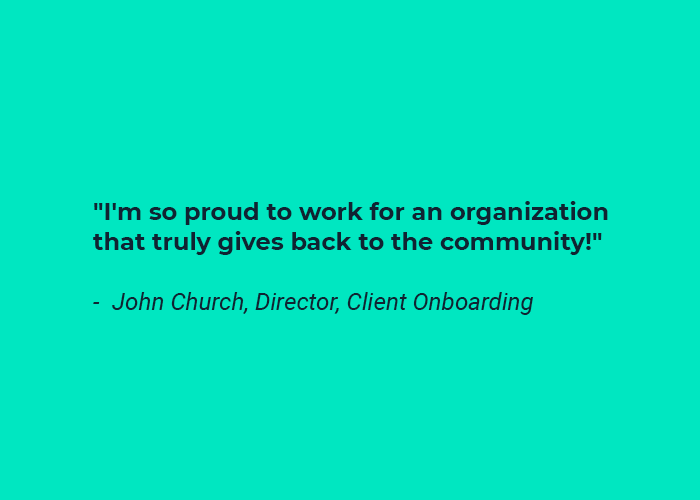 "I'm so proud to work for an organization
that truly gives back to the community!"
- John Church, Director, Client Onboarding